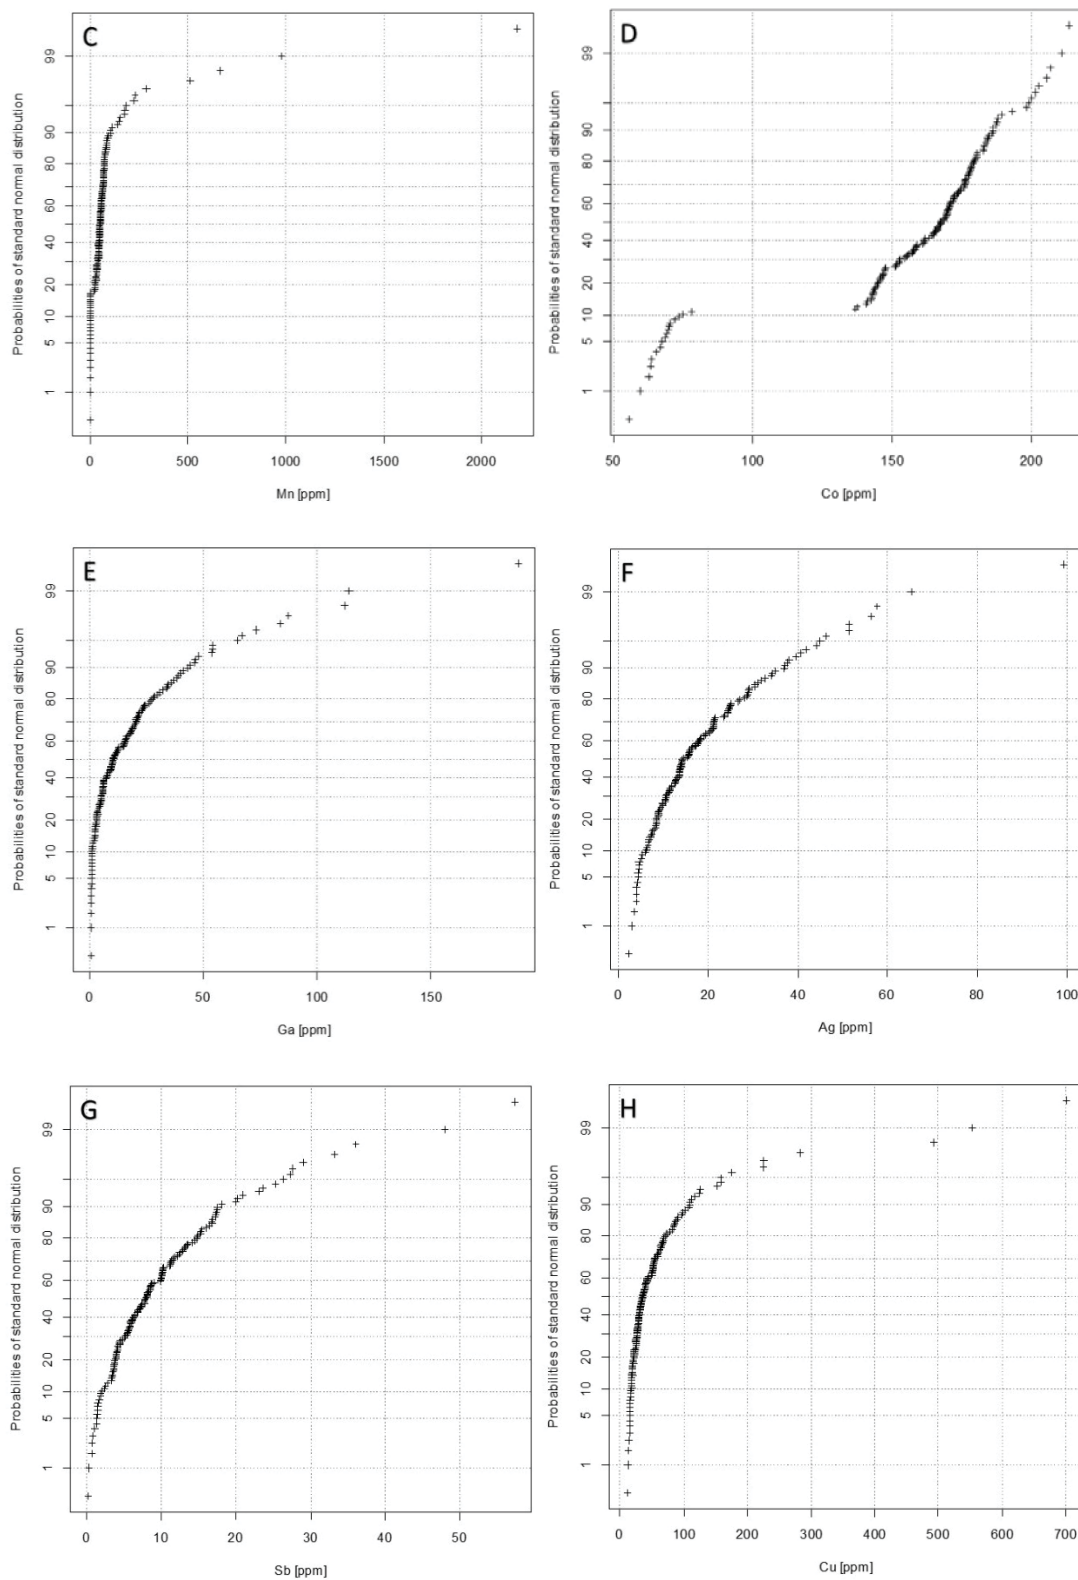 C
Probabilities of standard normal distribution
99
90
80
60
40
20
10
5
1
0 500 1000 1500 2000
Mn [ppm]
D
Probabilities of standard normal distribution
99
90
80
60
40
20
10
5
1
50 100 150 200
Co [ppm]
E
Probabilities of standard normal distribution
99
90
80
60
40
20
10
5
1
0 50 100 150
Ga [ppm]
F
Probabilities of standard normal distribution
99
90
80
60
40
20
10
5
1
0 20 40 60 80 100
Ag [ppm]
G
Probabilities of standard normal distribution
99
90
80
60
40
20
10
5
1
0 10 20 30 40 50
Sb [ppm]
H
Probabilities of standard normal distribution
99
90
80
60
40
20
10
5
1
0 100 200 300 400 500 600 700
Cu [ppm]